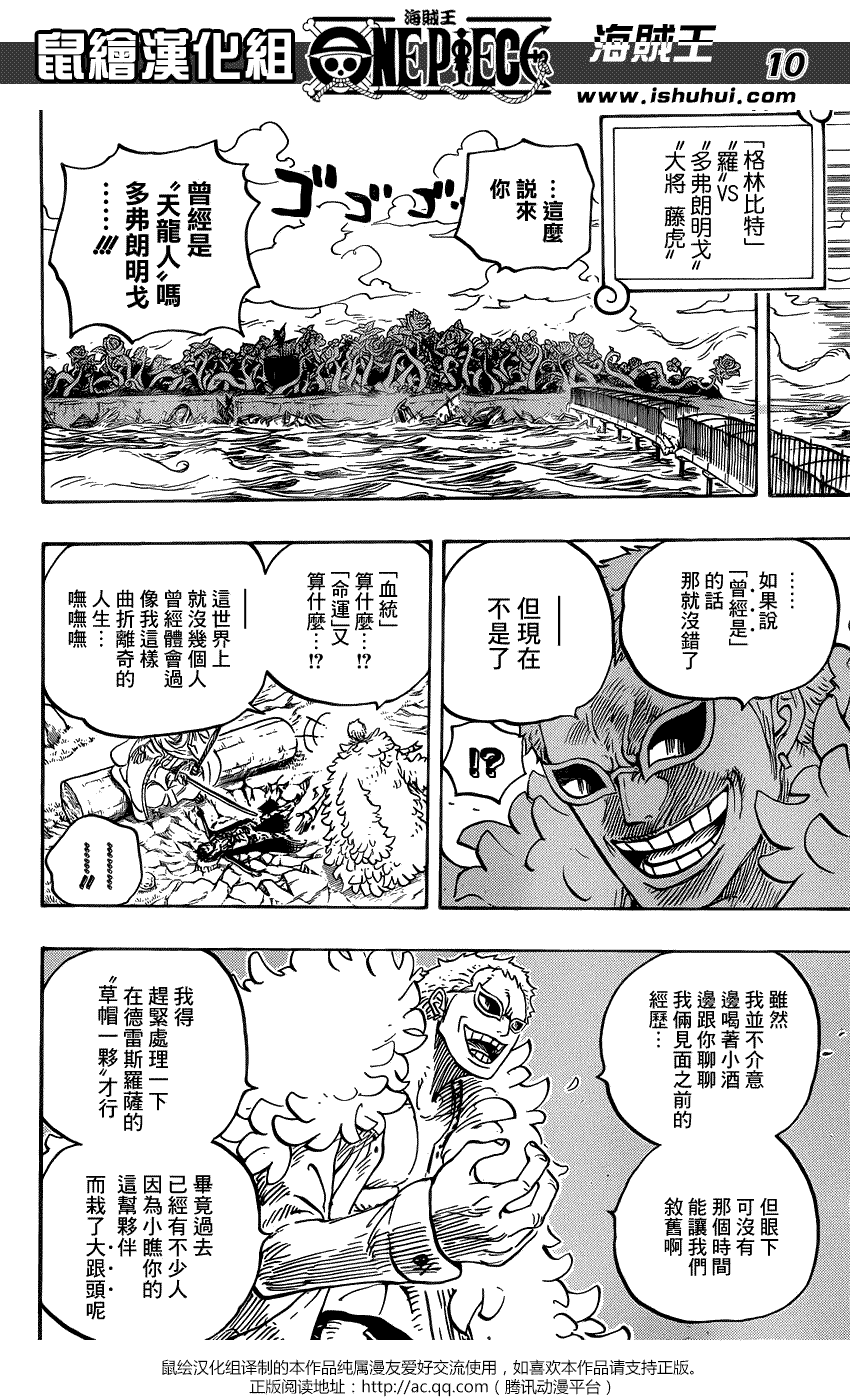 鼠繪漢化組
海賊王
ONE PIECE
海賊王
10
www.ishuhui.com
「格林比特」
〝羅〞VS
〝多弗朗明戈〞
〝大將 藤虎〞
…這麼
說來
你
ゴゴゴ
曾經是
〝天龍人〞嗎
多弗朗明戈
……!!!
……
如果說
「曾經是」
的話
那就沒錯了
──
但現在
不是了
!?
「血統」
算什麼…!?
「命運」又
算什麼…!?
──
這世界上
就沒幾個人
曾經體會過
像我這樣
曲折離奇的
人生…
嘸嘸嘸
雖然
我並不介意
邊喝著小酒
邊跟你聊聊
我倆見面之前的
經歷…
但眼下
可沒有
那個時間
能讓我們
敘舊啊
我得
趕緊處理一下
在德雷斯羅薩的
〝草帽一夥〞才行
畢竟過去
已經有不少人
因為小瞧你的
這幫夥伴
而栽了大跟頭呢
鼠绘汉化组译制的本作品纯属漫友爱好交流使用，如喜欢本作品请支持正版。
正版阅读地址：http://ac.qq.com（腾讯动漫平台）